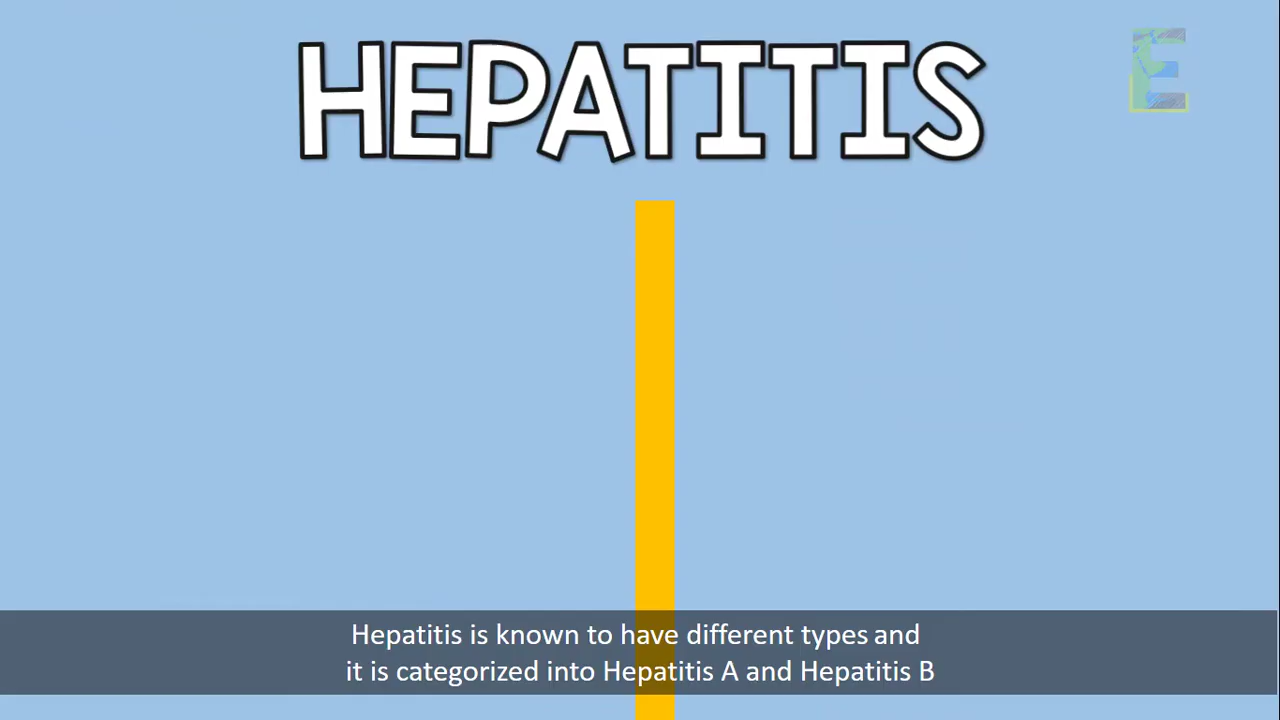 HEPATITIS
E
Hepatitis is known to have different types and
it is categorized into Hepatitis A and Hepatitis B